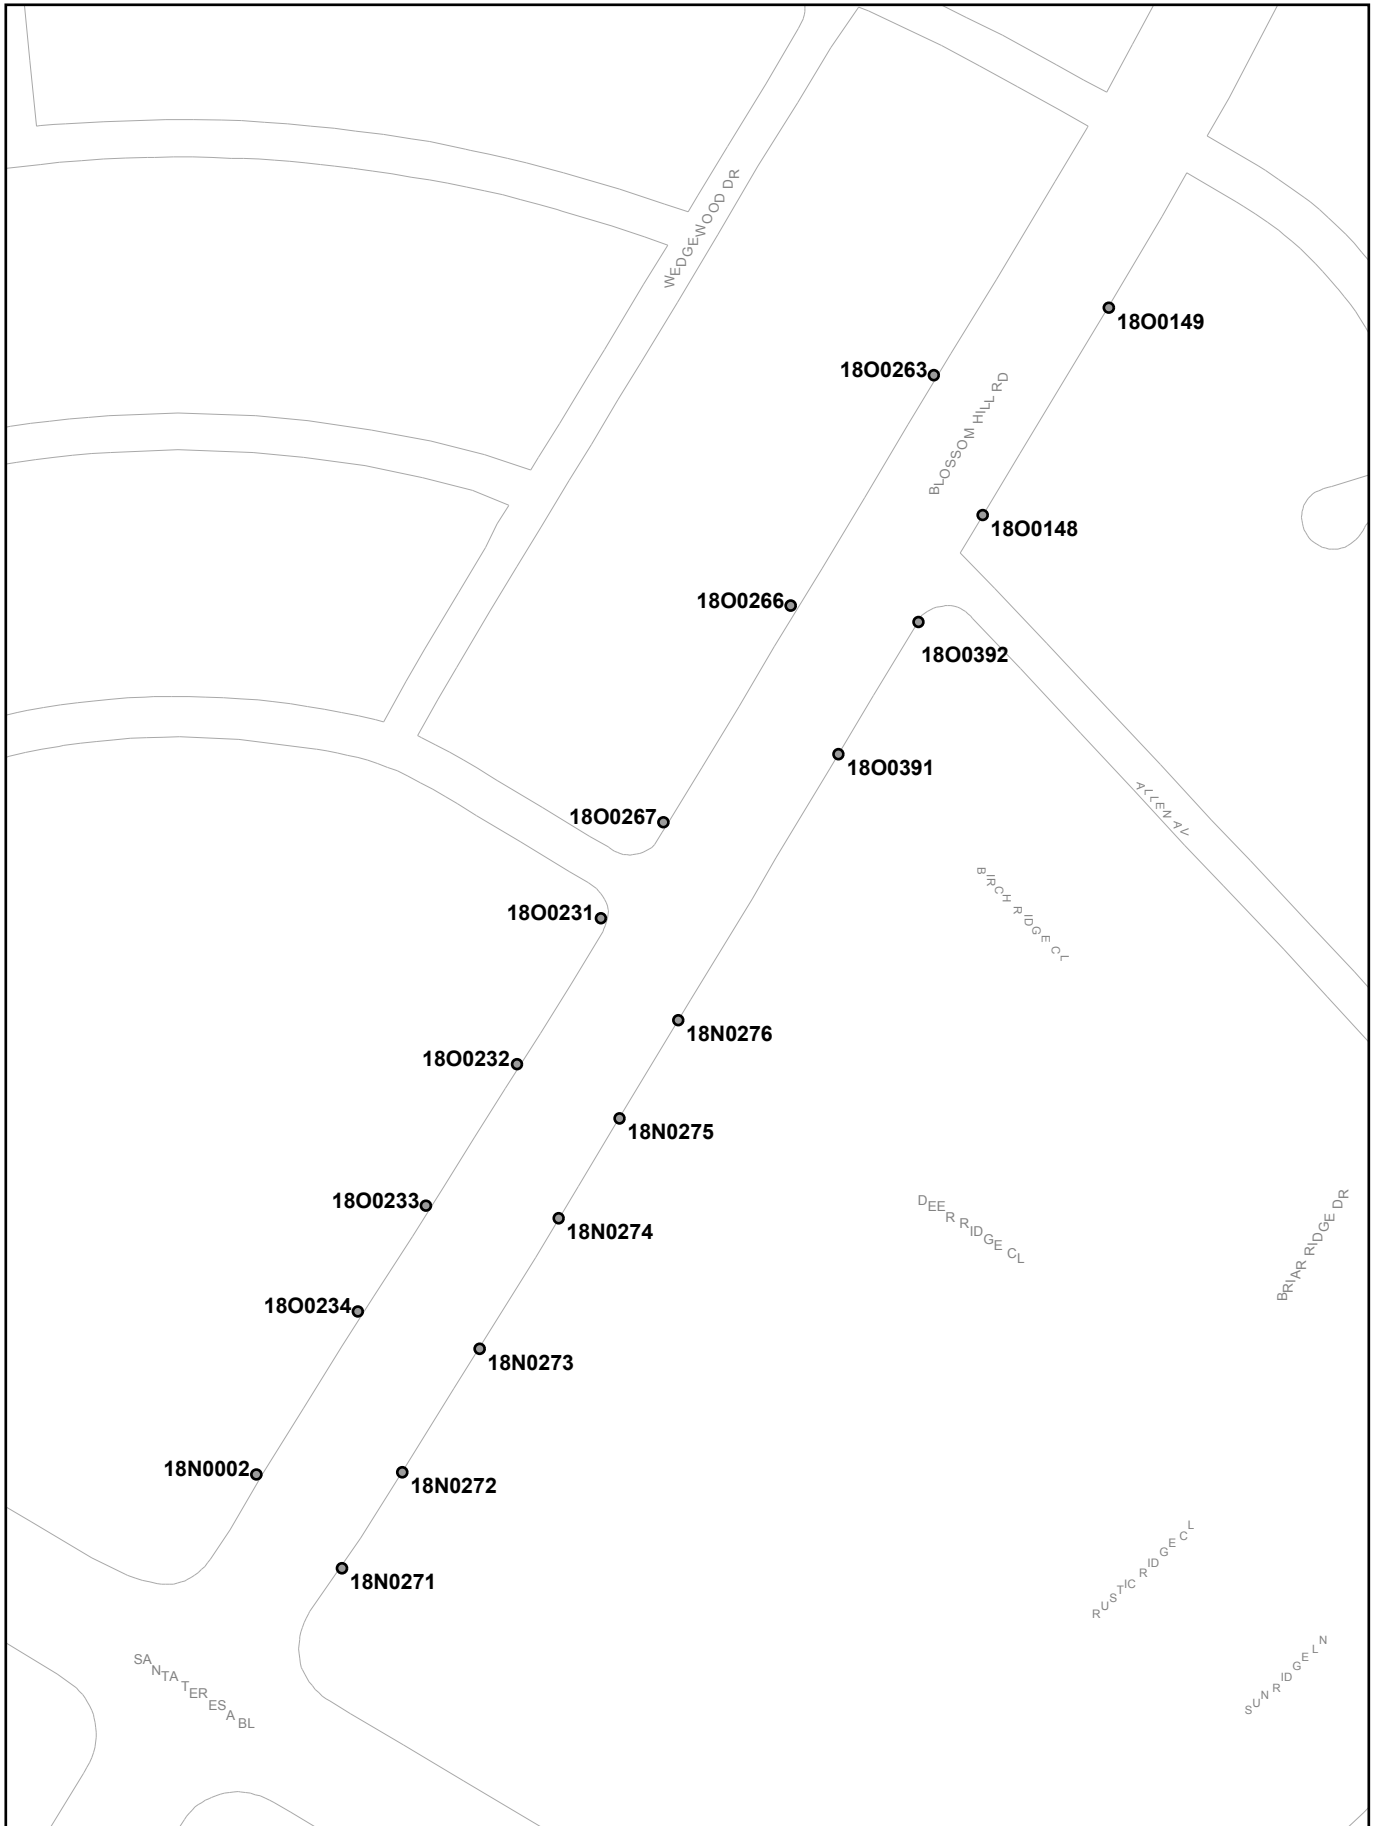 WEDGEWOOD DR
18O0149
18O0263
BLOSSOM HILL RD
18O0148
18O0266
18O0392
18O0391
ALLEN AV
18O0267
BIRCH RIDGE CL
18O0231
18N0276
18O0232
18N0275
18O0233
DEER RIDGE CL
BRIAR RIDGE DR
18N0274
18O0234
18N0273
18N0002
18N0272
RUSTIC RIDGE CL
18N0271
SANTA TERESA BL
SUN RIDGE LN